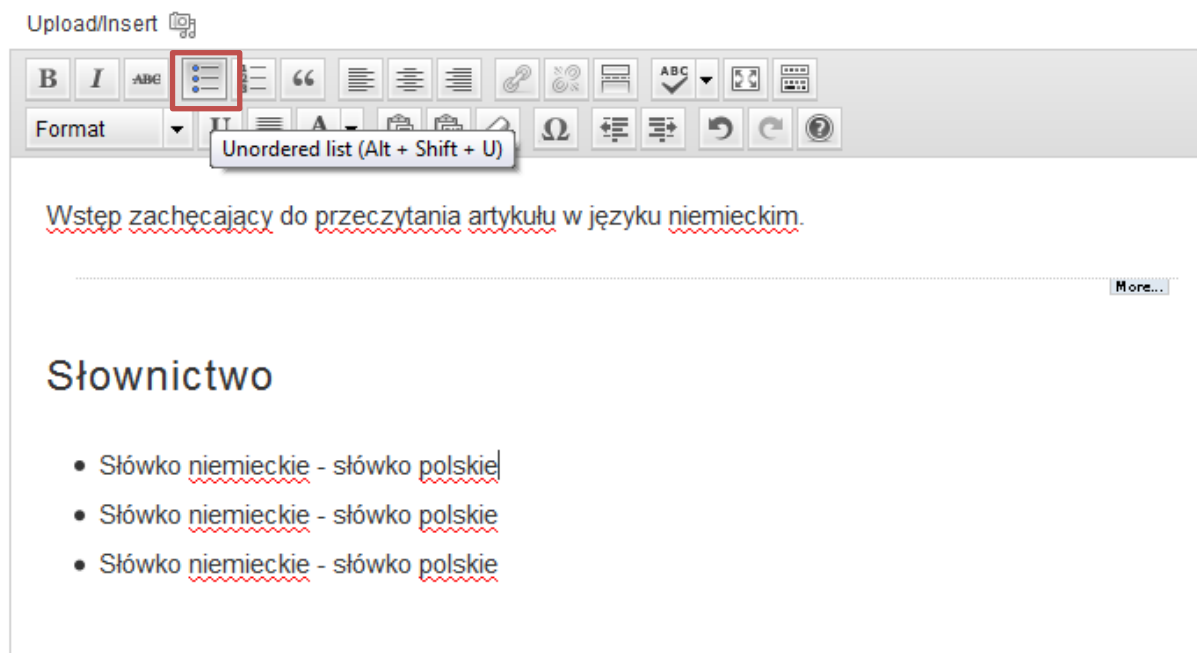 Upload/Insert
B I ABC ABC
Format U A Ω
Unordered list (Alt + Shift + U)
Wstęp zachęcający do przeczytania artykułu w języku niemieckim.
More...
Słownictwo
• Słówko niemieckie - słówko polskie
• Słówko niemieckie - słówko polskie
• Słówko niemieckie - słówko polskie